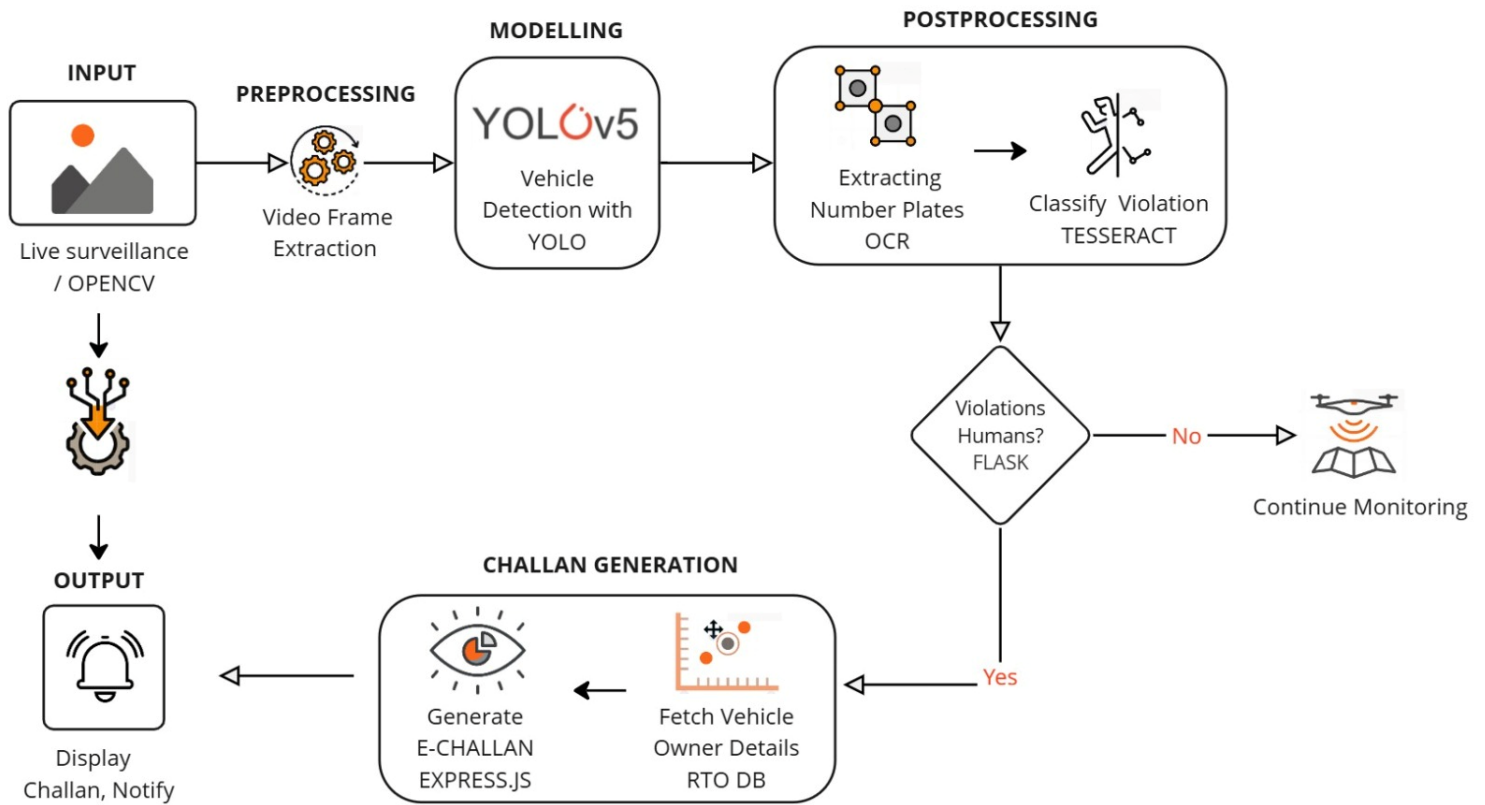 INPUT
Live surveillance
/ OPENCV
PREPROCESSING
Video Frame
Extraction
MODELLING
YOLOv5
Vehicle
Detection with
YOLO
POSTPROCESSING
Extracting
Number Plates
OCR
Classify Violation
TESSERACT
Violations
Humans?
FLASK
No
Continue Monitoring
Yes
CHALLAN GENERATION
Fetch Vehicle
Owner Details
RTO DB
Generate
E-CHALLAN
EXPRESS.JS
OUTPUT
Display
Challan, Notify